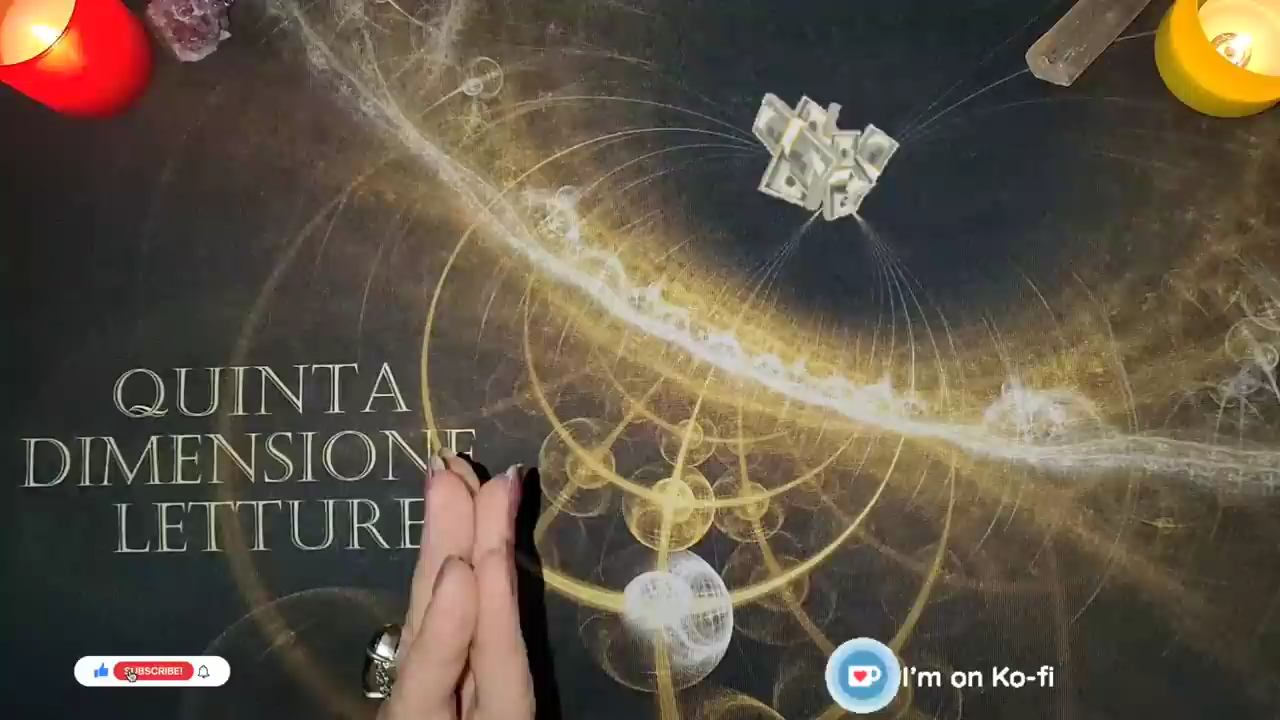 QUINTA
DIMENSIONE
LETTURE
SUBSCRIBE!
I'm on Ko-fi